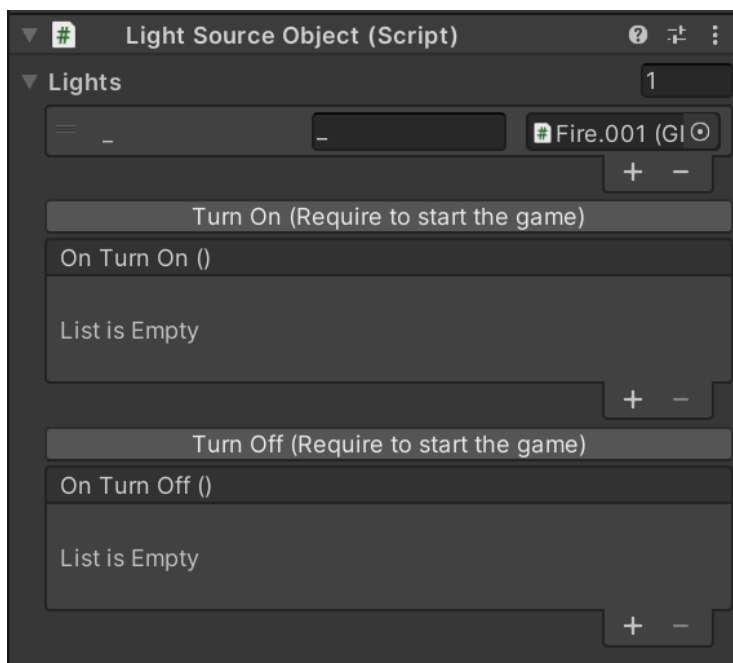 # Light Source Object (Script)
Lights 1
_ _ # Fire.001 (Gl
+ −
Turn On (Require to start the game)
On Turn On ()
List is Empty
+ −
Turn Off (Require to start the game)
On Turn Off ()
List is Empty
+ −